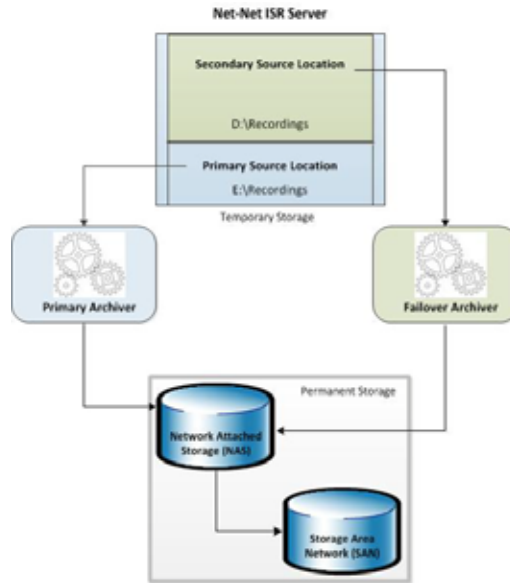 Net-Net ISR Server
Secondary Source Location
D:\Recordings
Primary Source Location
E:\Recordings
Temporary Storage
Primary Archiver
Failover Archiver
Permanent Storage
Network Attached
Storage (NAS)
Storage Area
Network (SAN)